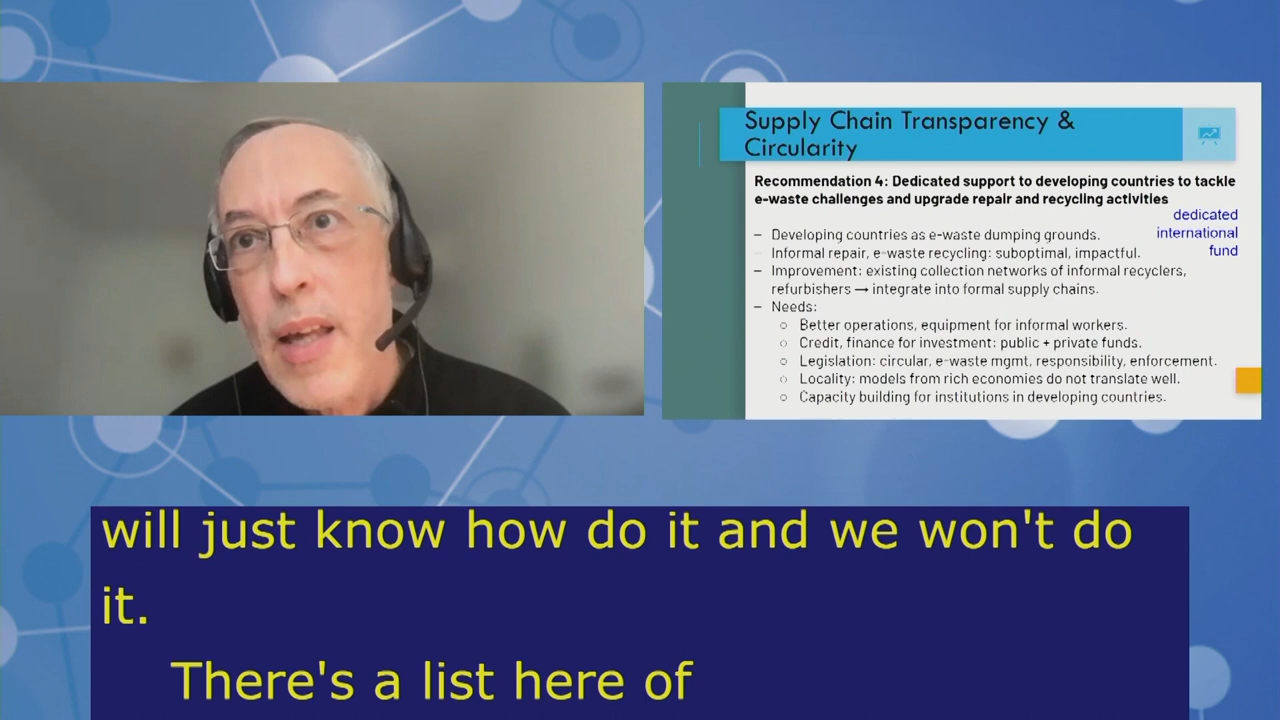 Supply Chain Transparency &
Circularity
Recommendation 4: Dedicated support to developing countries to tackle
e-waste challenges and upgrade repair and recycling activities
dedicated
international
fund
– Developing countries as e-waste dumping grounds.
– Informal repair, e-waste recycling: suboptimal, impactful.
– Improvement: existing collection networks of informal recyclers,
refurbishers → integrate into formal supply chains.
– Needs:
○ Better operations, equipment for informal workers.
○ Credit, finance for investment: public + private funds.
○ Legislation: circular, e-waste mgmt, responsibility, enforcement.
○ Locality: models from rich economies do not translate well.
○ Capacity building for institutions in developing countries.
will just know how do it and we won't do
it.
There's a list here of